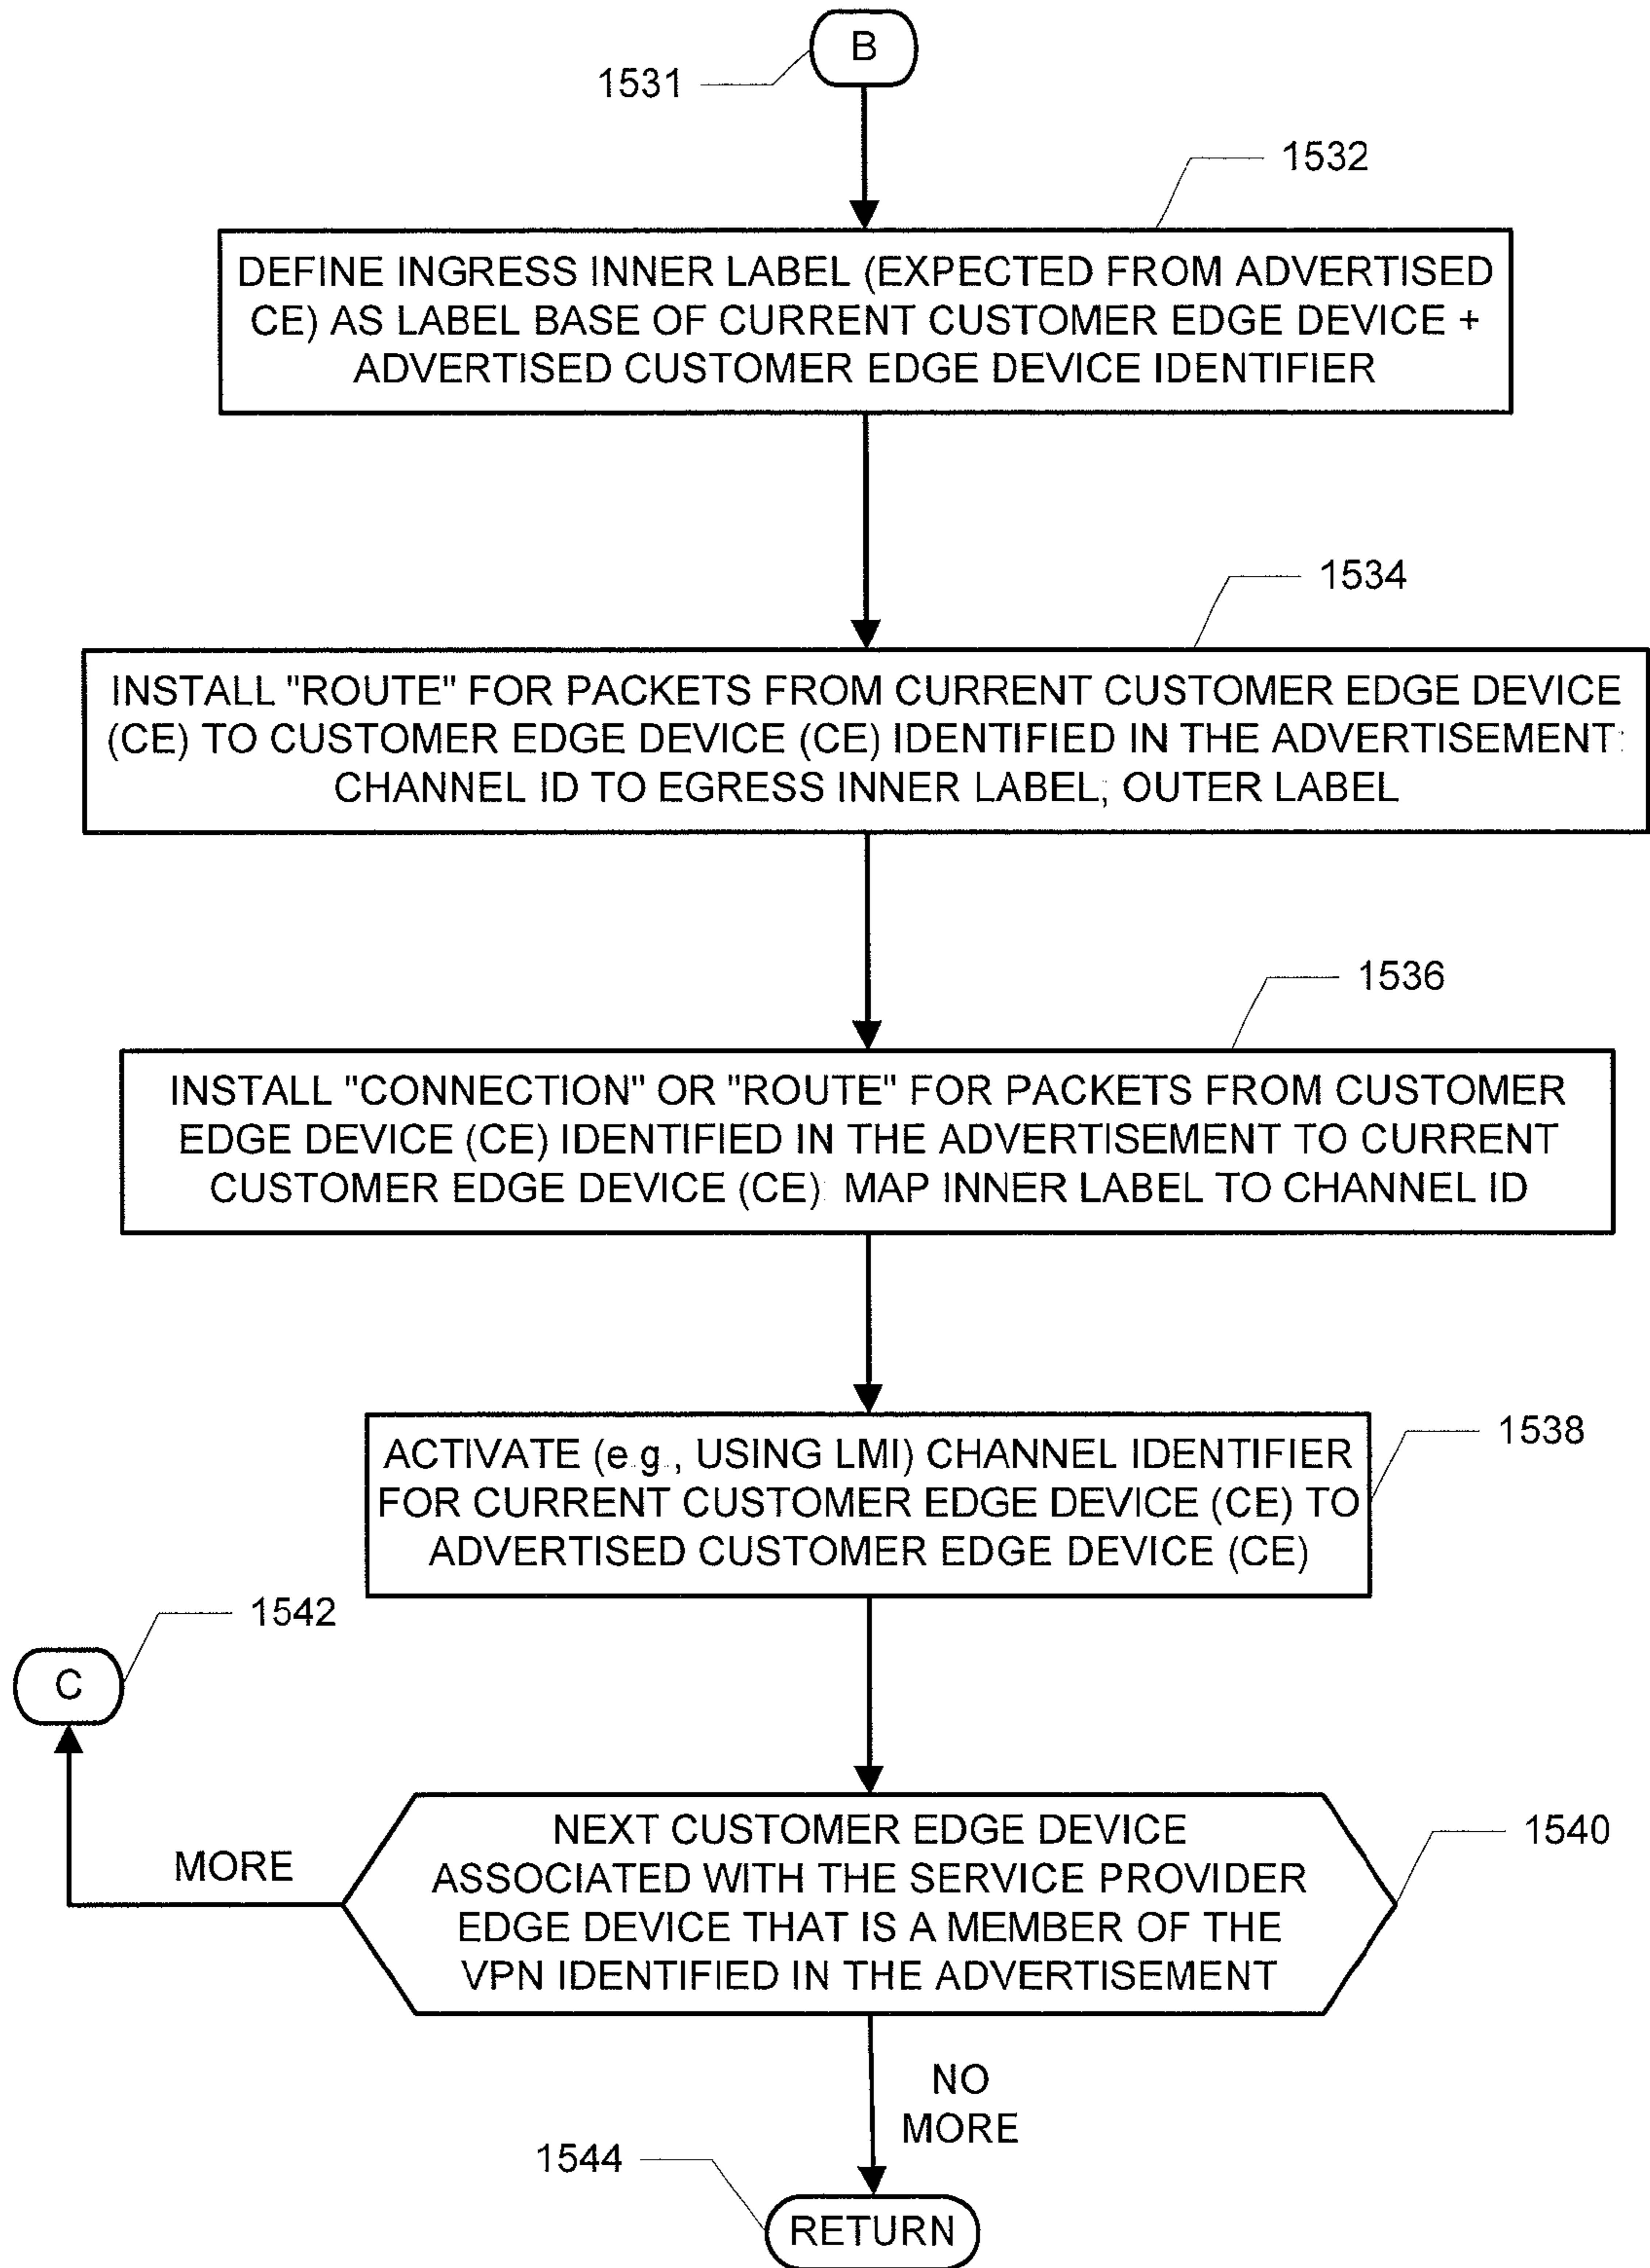 B
1531
1532
DEFINE INGRESS INNER LABEL (EXPECTED FROM ADVERTISED
CE) AS LABEL BASE OF CURRENT CUSTOMER EDGE DEVICE +
ADVERTISED CUSTOMER EDGE DEVICE IDENTIFIER
1534
INSTALL "ROUTE" FOR PACKETS FROM CURRENT CUSTOMER EDGE DEVICE
(CE) TO CUSTOMER EDGE DEVICE (CE) IDENTIFIED IN THE ADVERTISEMENT:
CHANNEL ID TO EGRESS INNER LABEL; OUTER LABEL
1536
INSTALL "CONNECTION" OR "ROUTE" FOR PACKETS FROM CUSTOMER
EDGE DEVICE (CE) IDENTIFIED IN THE ADVERTISEMENT TO CURRENT
CUSTOMER EDGE DEVICE (CE): MAP INNER LABEL TO CHANNEL ID
1538
ACTIVATE (e.g., USING LMI) CHANNEL IDENTIFIER
FOR CURRENT CUSTOMER EDGE DEVICE (CE) TO
ADVERTISED CUSTOMER EDGE DEVICE (CE)
1542
C
MORE
1540
NEXT CUSTOMER EDGE DEVICE
ASSOCIATED WITH THE SERVICE PROVIDER
EDGE DEVICE THAT IS A MEMBER OF THE
VPN IDENTIFIED IN THE ADVERTISEMENT
NO
MORE
1544
RETURN